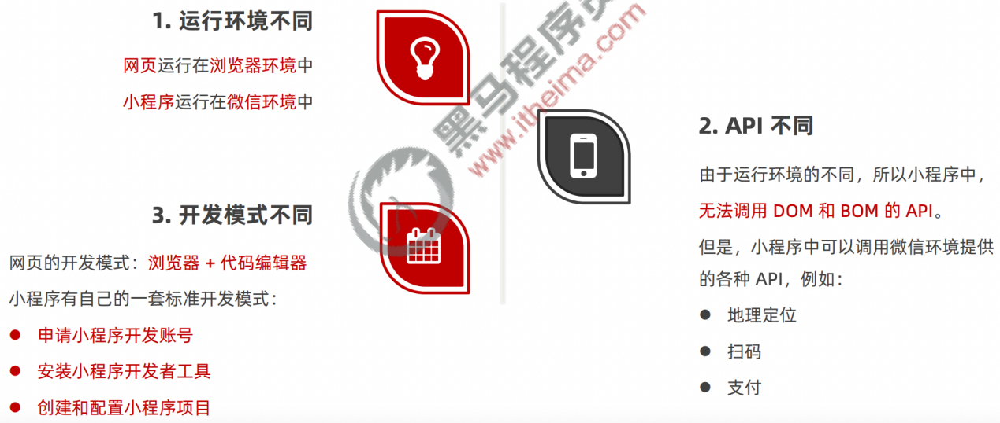 1. 运行环境不同
网页运行在浏览器环境中
小程序运行在微信环境中
2. API 不同
由于运行环境的不同，所以小程序中，
无法调用 DOM 和 BOM 的 API。
但是，小程序中可以调用微信环境提供
的各种 API，例如：
● 地理定位
● 扫码
● 支付
3. 开发模式不同
网页的开发模式：浏览器 + 代码编辑器
小程序有自己的一套标准开发模式：
● 申请小程序开发账号
● 安装小程序开发者工具
● 创建和配置小程序项目
黑马程序员
www.itheima.com